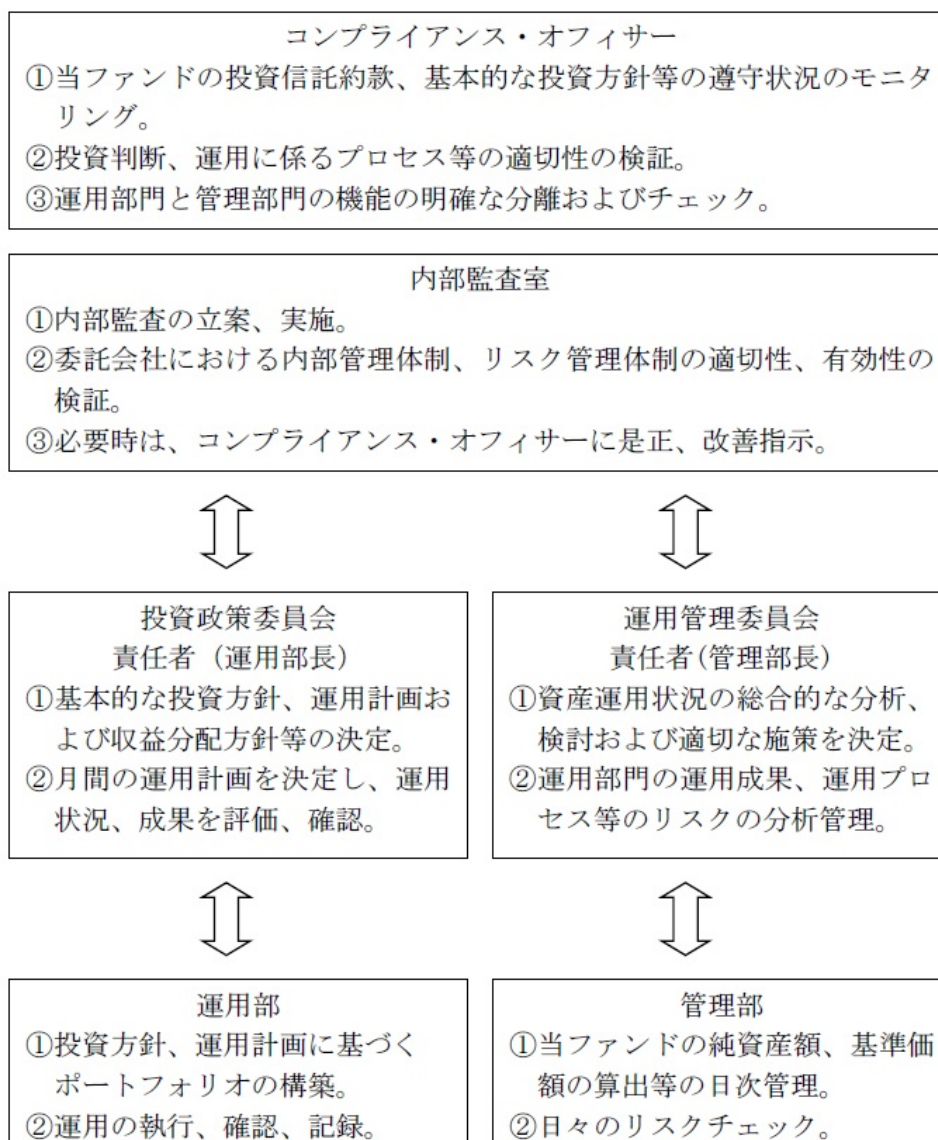 コンプライアンス・オフィサー
①当ファンドの投資信託約款、基本的な投資方針等の遵守状況のモニタ
リング。
②投資判断、運用に係るプロセス等の適切性の検証。
③運用部門と管理部門の機能の明確な分離およびチェック。
内部監査室
①内部監査の立案、実施。
②委託会社における内部管理体制、リスク管理体制の適切性、有効性の
検証。
③必要時は、コンプライアンス・オフィサーに是正、改善指示。
投資政策委員会
責任者（運用部長）
①基本的な投資方針、運用計画お
よび収益分配方針等の決定。
②月間の運用計画を決定し、運用
状況、成果を評価、確認。
運用管理委員会
責任者(管理部長)
①資産運用状況の総合的な分析、
検討および適切な施策を決定。
②運用部門の運用成果、運用プロ
セス等のリスクの分析管理。
運用部
①投資方針、運用計画に基づく
ポートフォリオの構築。
②運用の執行、確認、記録。
管理部
①当ファンドの純資産額、基準価
額の算出等の日次管理。
②日々のリスクチェック。